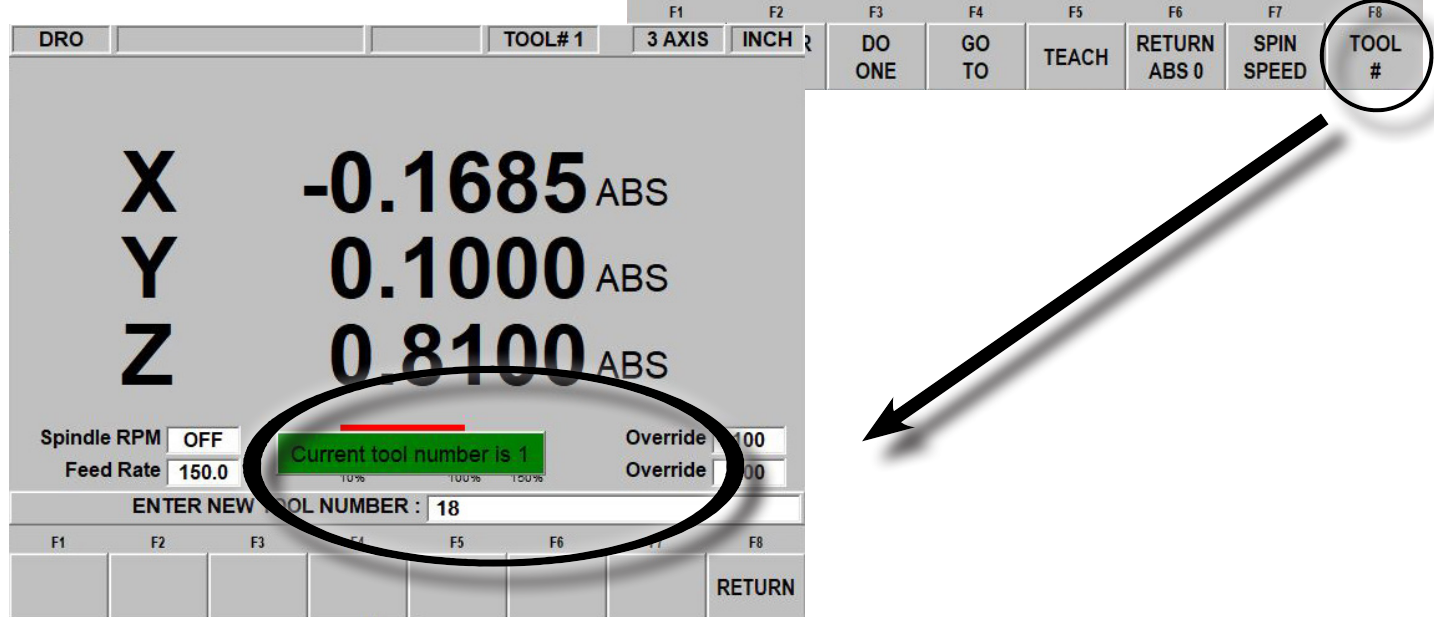 F1 F2 F3 F4 F5 F6 F7 F8
DO ONE GO TO TEACH RETURN ABS 0 SPIN SPEED TOOL #
DRO TOOL# 1 3 AXIS INCH
X -0.1685 ABS
Y 0.1000 ABS
Z 0.8100 ABS
Spindle RPM OFF Override 100
Feed Rate 150.0 Override
Current tool number is 1
10% 100% 150%
ENTER NEW TOOL NUMBER : 18
F1 F2 F3 F4 F5 F6 F8
RETURN